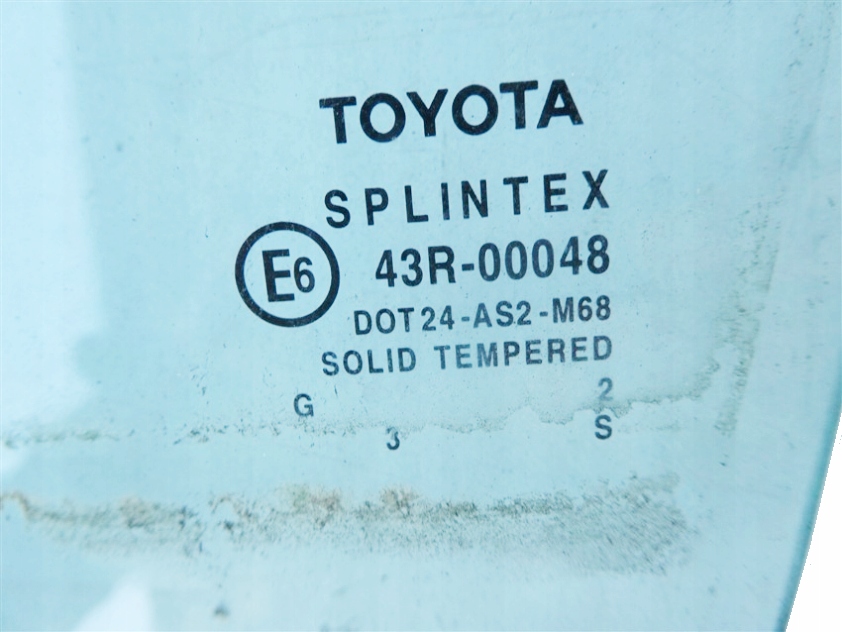 TOYOTA
SPLINTEX
E6 43R-00048
DOT24-AS2-M68
SOLID TEMPERED
G 2
3 S